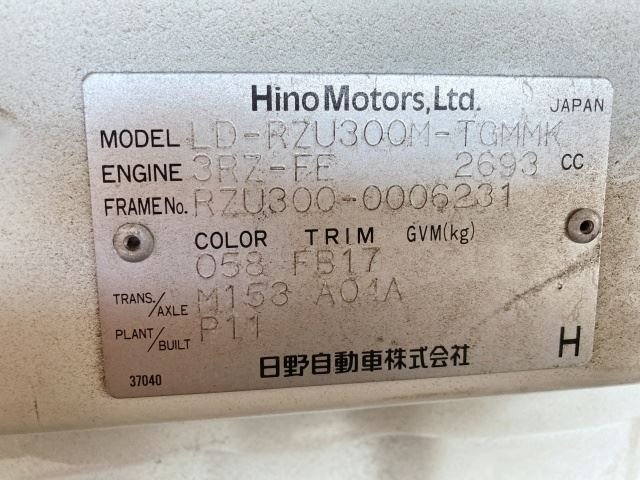 Hino Motors, Ltd. JAPAN
MODEL LD-RZU300M-TGMMK
ENGINE 3RZ-FE 2693 CC
FRAME No. RZU300-0006231
COLOR TRIM GVM(kg)
058 FB17
TRANS./AXLE M153 A01A
PLANT/BUILT P11
37040 日野自動車株式会社 H